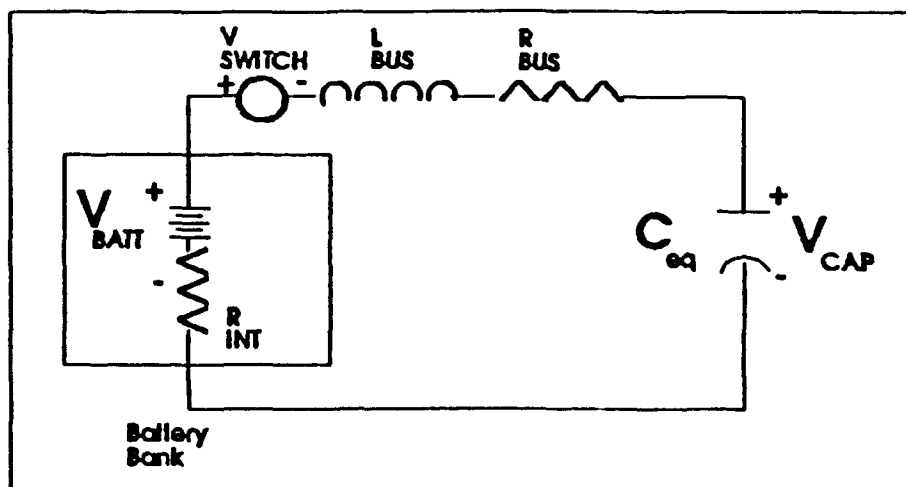 V
SWITCH
L
BUS
R
BUS
+
-
V
BATT
+
-
R
INT
C
eq
+
V
CAP
-
Battery
Bank